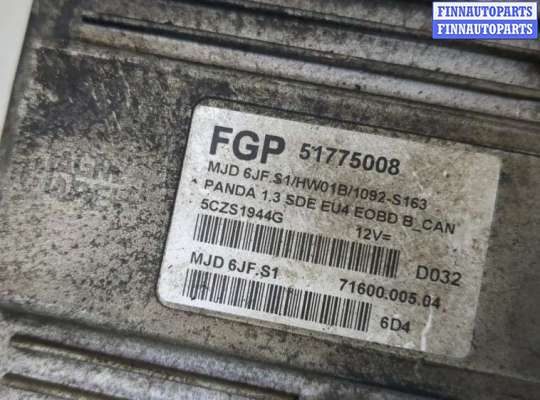 FINNAUTOPARTS
FINNAUTOPARTS
FINNAUTOPARTS
FGP 51775008
MJD 6JF.S1/HW01B/1092-S163
PANDA 1.3 SDE EU4 EOBD B_CAN
5CZS1944G 12V=
D032
MJD 6JF.S1 71600.005.04
6D4